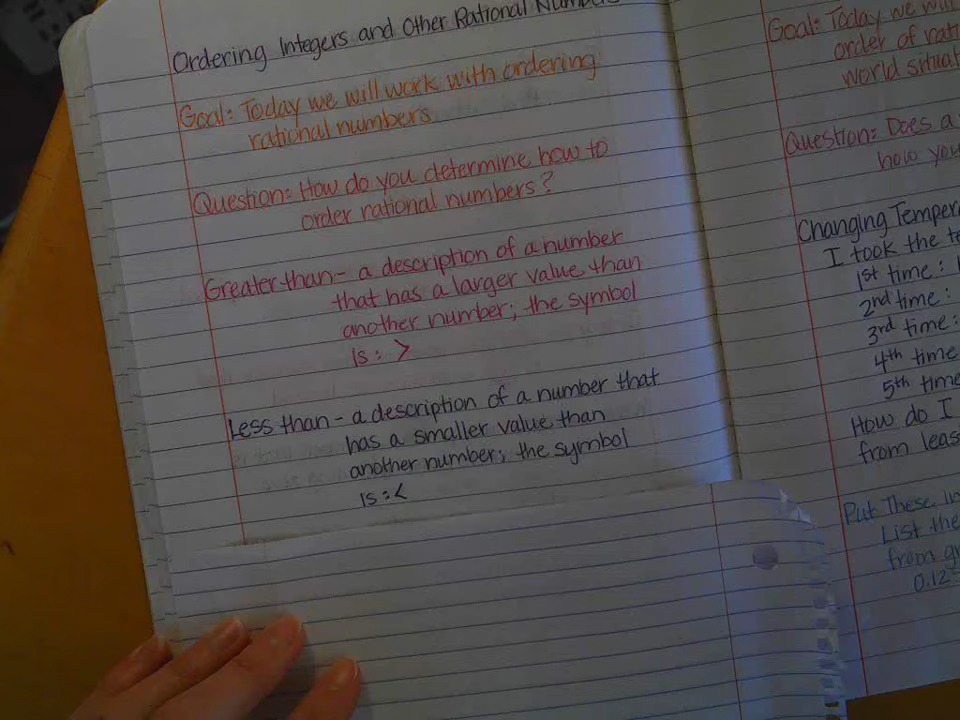 Ordering Integers and Other Rational Numbers
Goal: Today we will work with ordering
rational numbers
Question: How do you determine how to
order rational numbers?
Greater than- a description of a number
that has a larger value than
another number; the symbol
is: >
Less than- a description of a number that
has a smaller value than
another number; the symbol
is: <
Goal: Today we will
order of
world
Question: Does a
how you
Changing
I took the
1st time:
2nd time:
3rd time:
4th time
5th time
How do I
from
Put These
List the
from
0.12